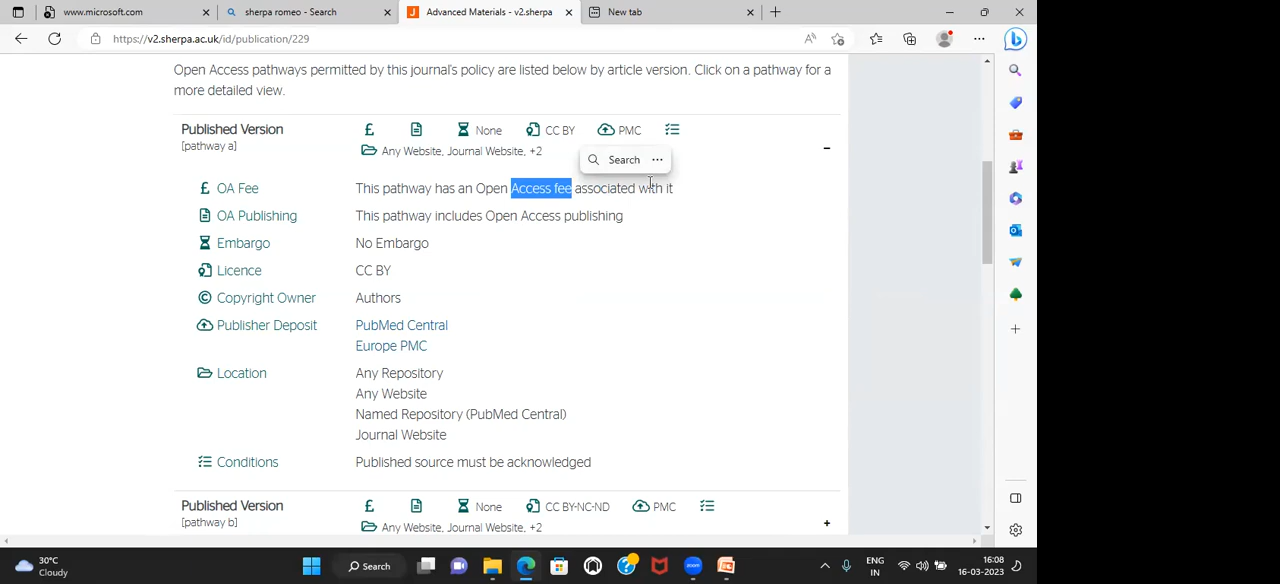 www.microsoft.com
sherpa romeo - Search
Advanced Materials - v2.sherpa
New tab
https://v2.sherpa.ac.uk/id/publication/229
Open Access pathways permitted by this journal's policy are listed below by article version. Click on a pathway for a
more detailed view.
Published Version £ None CC BY PMC
[pathway a] Any Website, Journal Website, +2 −
Search ···
£ OA Fee This pathway has an Open Access fee associated with it
OA Publishing This pathway includes Open Access publishing
Embargo No Embargo
Licence CC BY
© Copyright Owner Authors
Publisher Deposit PubMed Central
Europe PMC
Location Any Repository
Any Website
Named Repository (PubMed Central)
Journal Website
Conditions Published source must be acknowledged
Published Version £ None CC BY-NC-ND PMC
[pathway b] Any Website, Journal Website, +2 +
30°C
Cloudy
Search
zoom
ENG
IN
16:08
16-03-2023